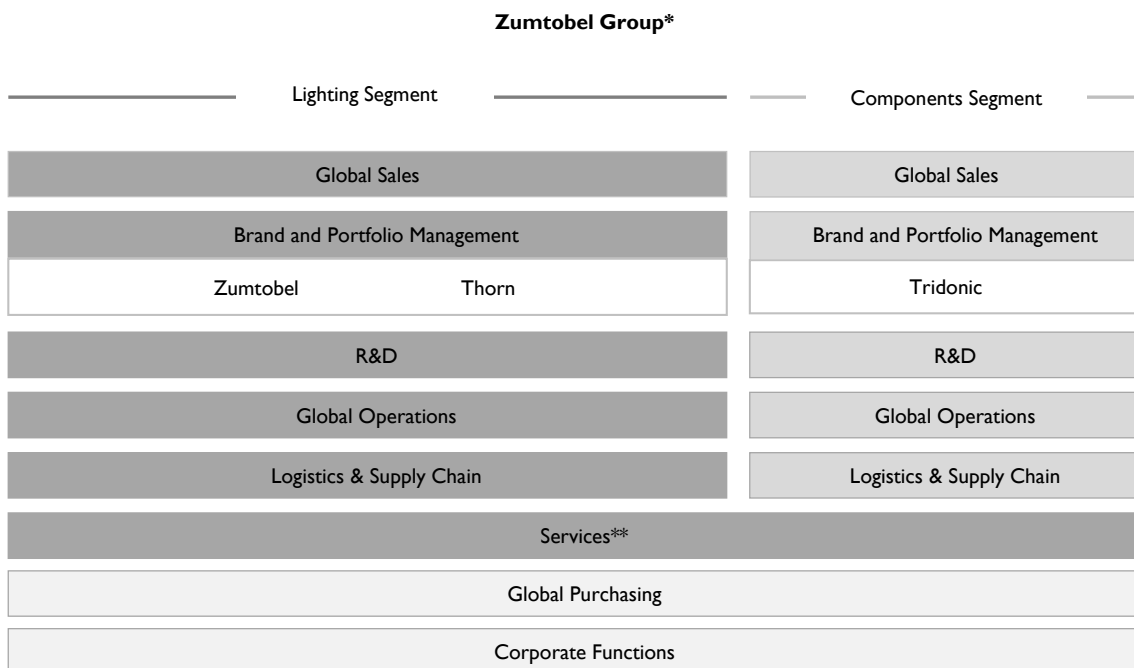 Zumtobel Group*
Lighting Segment
Components Segment
Global Sales
Global Sales
Brand and Portfolio Management
Brand and Portfolio Management
Zumtobel
Thorn
Tridonic
R&D
R&D
Global Operations
Global Operations
Logistics & Supply Chain
Logistics & Supply Chain
Services**
Global Purchasing
Corporate Functions